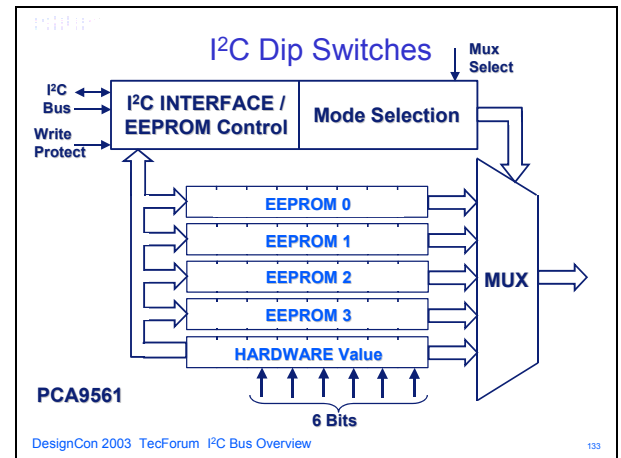 I²C Dip Switches
Mux
Select
I²C
Bus
Write
Protect
I²C INTERFACE /
EEPROM Control
Mode Selection
EEPROM 0
EEPROM 1
EEPROM 2
EEPROM 3
HARDWARE Value
MUX
PCA9561
6 Bits
DesignCon 2003 TecForum I²C Bus Overview
133